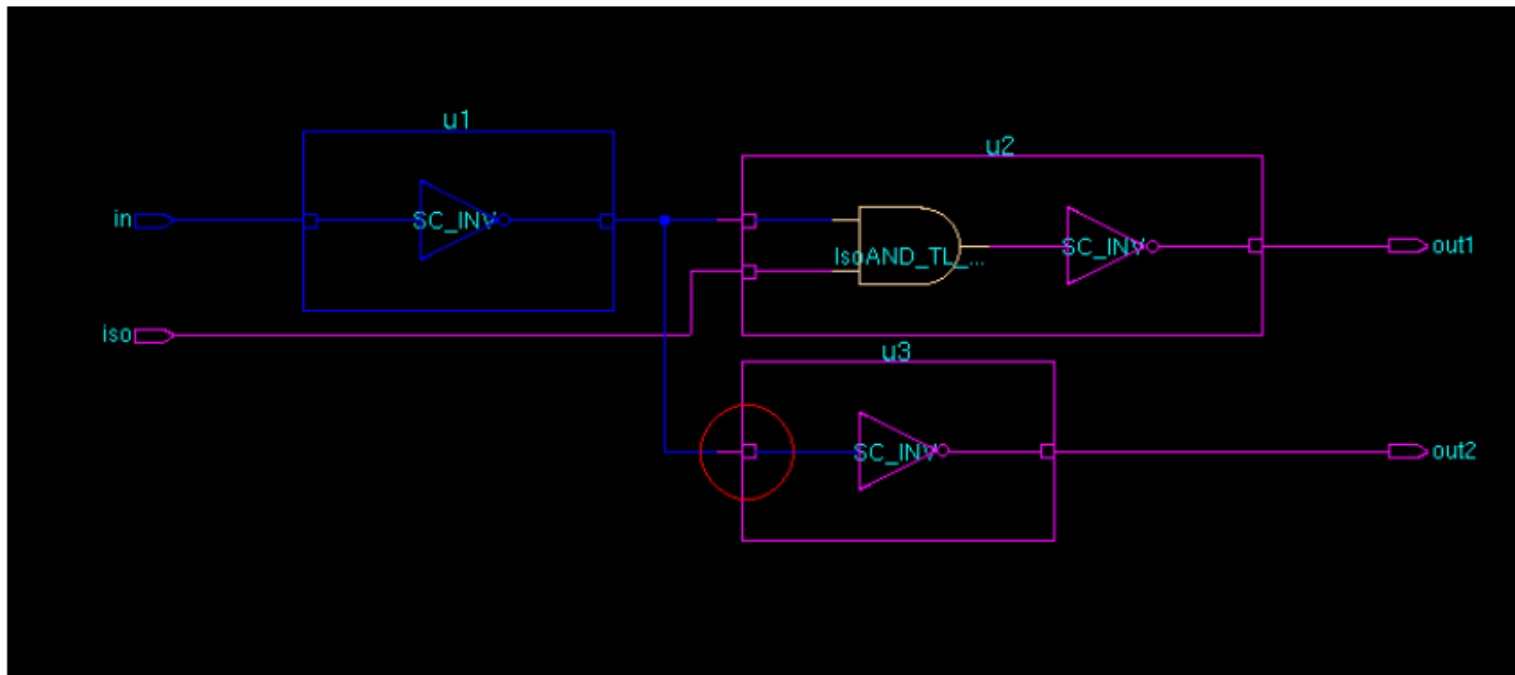 u1
u2
in
SC_INV
IsoAND_TL_...
SC_INV
out1
iso
u3
SC_INV
out2